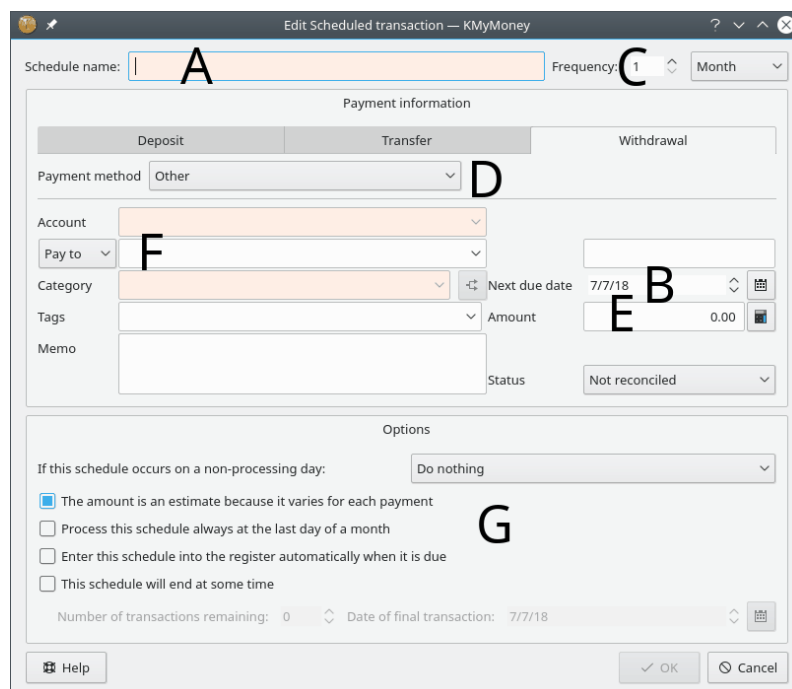 Edit Scheduled transaction — KMyMoney
Schedule name: A Frequency: C 1 Month
Payment information
Deposit Transfer Withdrawal
Payment method Other D
Account
Pay to F
Category Next due date 7/7/18 B
Tags Amount E 0.00
Memo
Status Not reconciled
Options
If this schedule occurs on a non-processing day: Do nothing
The amount is an estimate because it varies for each payment
G
Process this schedule always at the last day of a month
Enter this schedule into the register automatically when it is due
This schedule will end at some time
Number of transactions remaining: 0 Date of final transaction: 7/7/18
Help OK Cancel